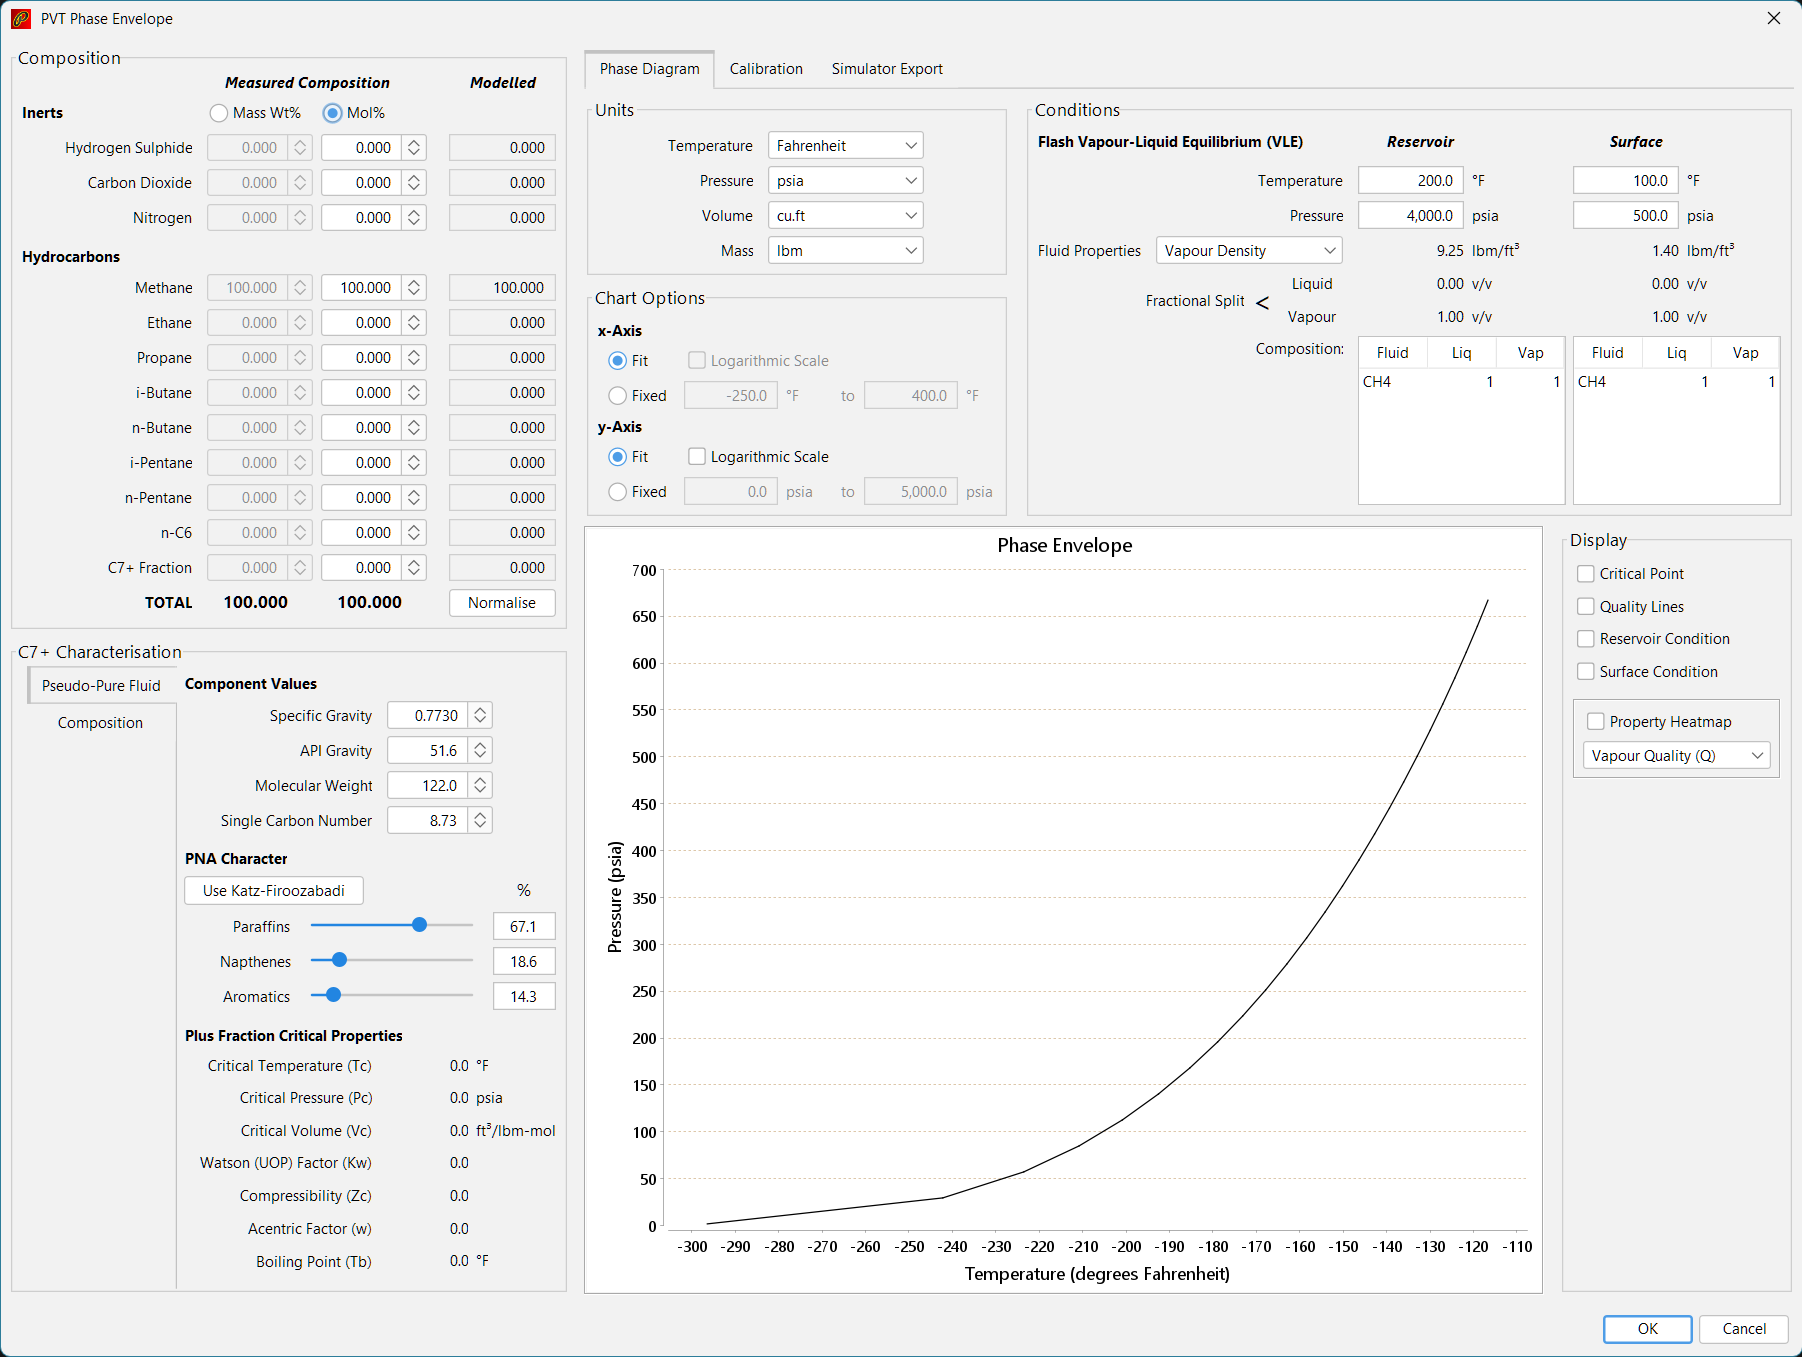 PVT Phase Envelope
Composition
Measured Composition Modelled
Inerts Mass Wt% Mol%
Hydrogen Sulphide 0.000 0.000 0.000
Carbon Dioxide 0.000 0.000 0.000
Nitrogen 0.000 0.000 0.000
Hydrocarbons
Methane 100.000 100.000 100.000
Ethane 0.000 0.000 0.000
Propane 0.000 0.000 0.000
i-Butane 0.000 0.000 0.000
n-Butane 0.000 0.000 0.000
i-Pentane 0.000 0.000 0.000
n-Pentane 0.000 0.000 0.000
n-C6 0.000 0.000 0.000
C7+ Fraction 0.000 0.000 0.000
TOTAL 100.000 100.000 Normalise
C7+ Characterisation
Pseudo-Pure Fluid
Composition
Component Values
Specific Gravity 0.7730
API Gravity 51.6
Molecular Weight 122.0
Single Carbon Number 8.73
PNA Character
Use Katz-Firoozabadi %
Paraffins 67.1
Napthenes 18.6
Aromatics 14.3
Plus Fraction Critical Properties
Critical Temperature (Tc) 0.0 °F
Critical Pressure (Pc) 0.0 psia
Critical Volume (Vc) 0.0 ft³/lbm-mol
Watson (UOP) Factor (Kw) 0.0
Compressibility (Zc) 0.0
Acentric Factor (w) 0.0
Boiling Point (Tb) 0.0 °F
Phase Diagram Calibration Simulator Export
Units
Temperature Fahrenheit
Pressure psia
Volume cu.ft
Mass lbm
Chart Options
x-Axis
Fit Logarithmic Scale
Fixed -250.0 °F to 400.0 °F
y-Axis
Fit Logarithmic Scale
Fixed 0.0 psia to 5,000.0 psia
Conditions
Flash Vapour-Liquid Equilibrium (VLE) Reservoir Surface
Temperature 200.0 °F 100.0 °F
Pressure 4,000.0 psia 500.0 psia
Fluid Properties Vapour Density 9.25 lbm/ft³ 1.40 lbm/ft³
Liquid 0.00 v/v 0.00 v/v
Fractional Split <
Vapour 1.00 v/v 1.00 v/v
Composition: Fluid Liq Vap Fluid Liq Vap
CH4 1 1 CH4 1 1
Phase Envelope
700
650
600
550
500
450
400
350
300
250
200
150
100
50
0
Pressure (psia)
-300 -290 -280 -270 -260 -250 -240 -230 -220 -210 -200 -190 -180 -170 -160 -150 -140 -130 -120 -110
Temperature (degrees Fahrenheit)
Display
Critical Point
Quality Lines
Reservoir Condition
Surface Condition
Property Heatmap
Vapour Quality (Q)
OK Cancel